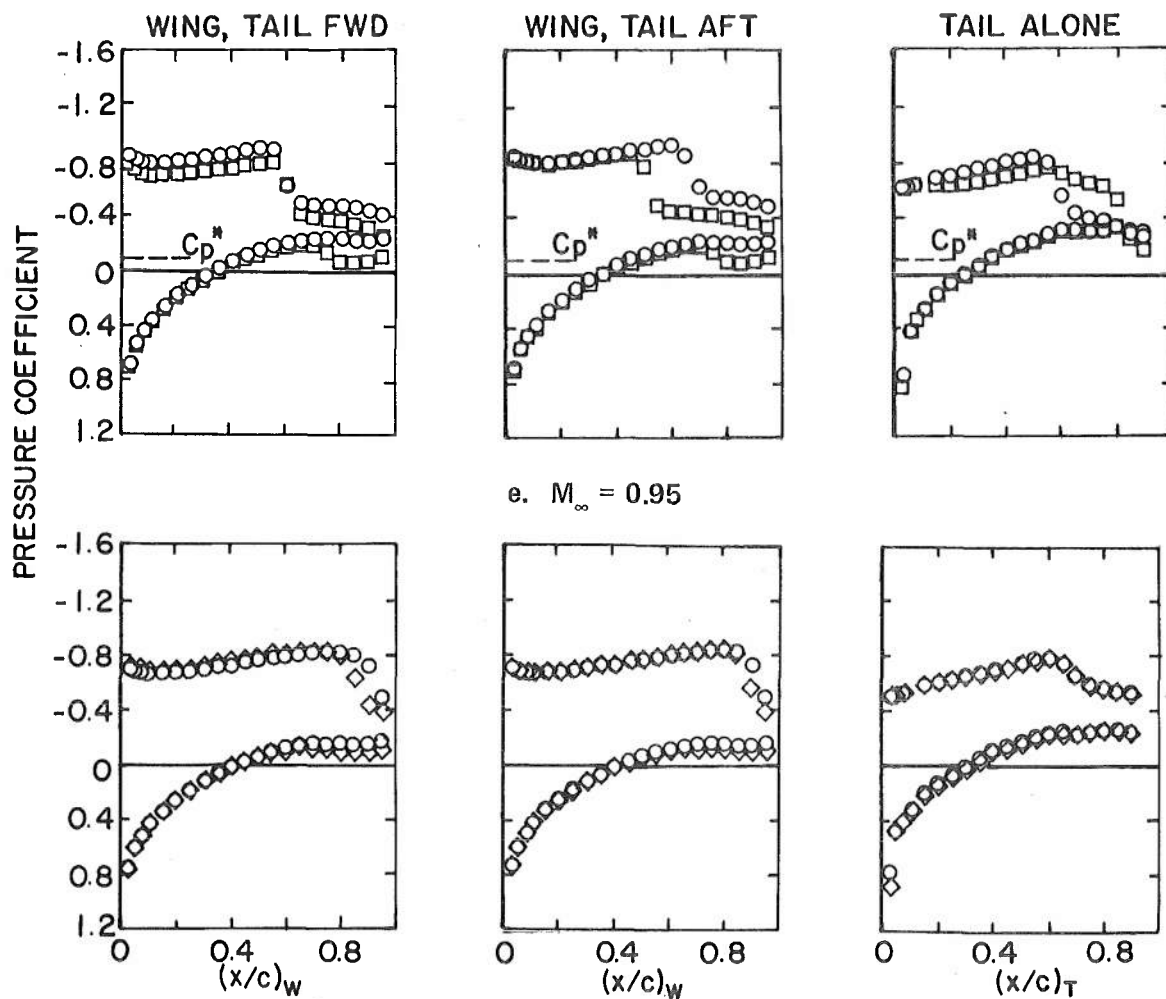 WING, TAIL FWD
WING, TAIL AFT
TAIL ALONE
PRESSURE COEFFICIENT
-1.6
-1.2
-0.8
-0.4
0
0.4
0.8
1.2
Cp*
Cp*
Cp*
e. M∞ = 0.95
-1.6
-1.2
-0.8
-0.4
0
0.4
0.8
1.2
0 0.4 0.8
(x/c)W
0 0.4 0.8
(x/c)W
0 0.4 0.8
(x/c)T